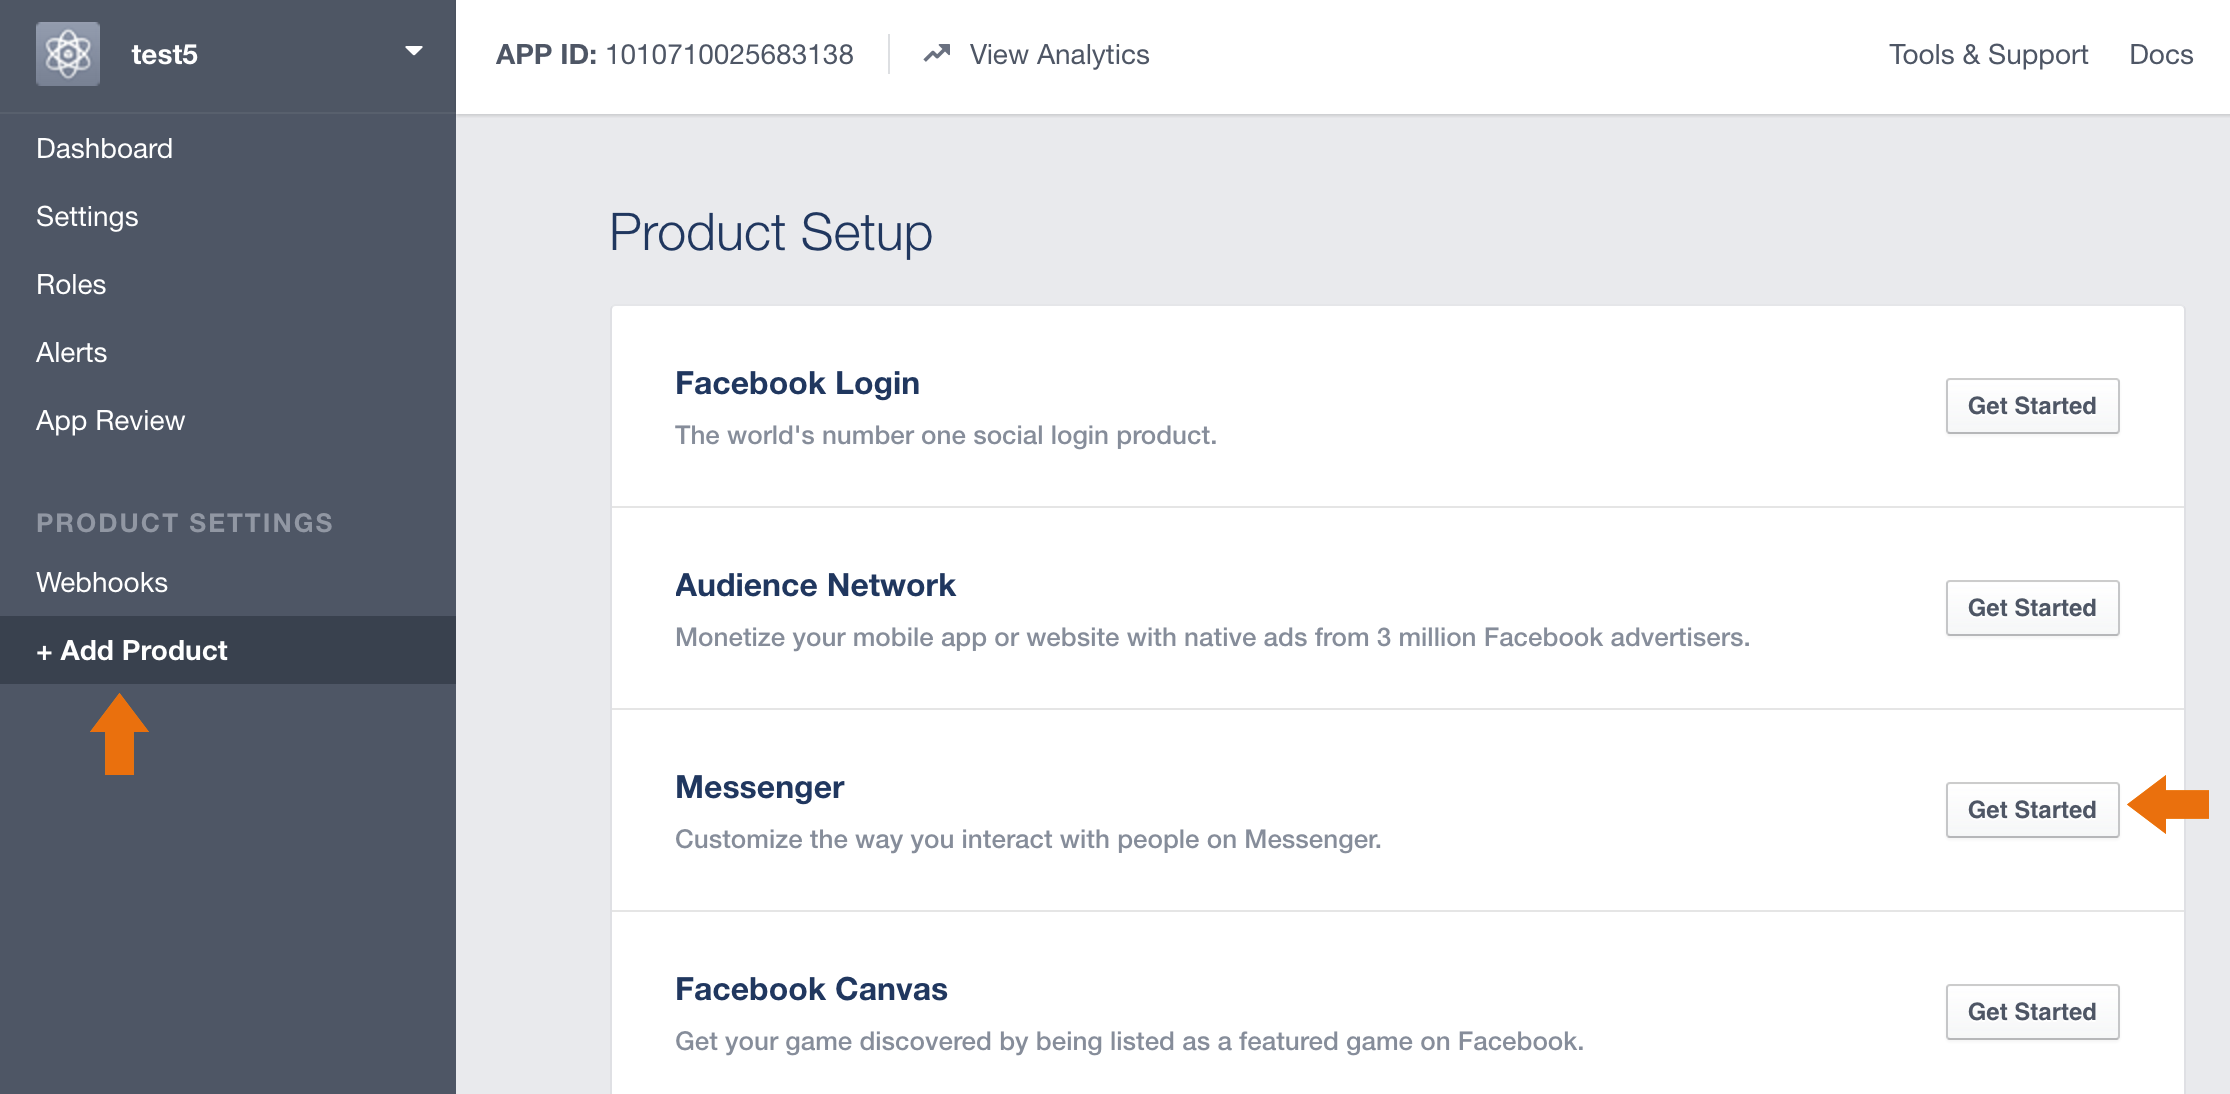 test5
APP ID: 1010710025683138
View Analytics
Tools & Support
Docs
Dashboard
Settings
Roles
Alerts
App Review
PRODUCT SETTINGS
Webhooks
+ Add Product
Product Setup
Facebook Login
The world's number one social login product.
Get Started
Audience Network
Monetize your mobile app or website with native ads from 3 million Facebook advertisers.
Get Started
Messenger
Customize the way you interact with people on Messenger.
Get Started
Facebook Canvas
Get your game discovered by being listed as a featured game on Facebook.
Get Started